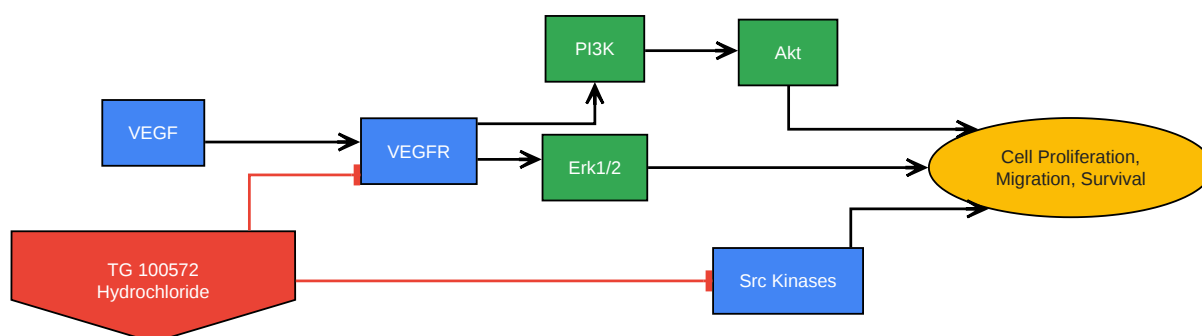 PI3K
Akt
VEGF
VEGFR
Erk1/2
Cell Proliferation,
Migration, Survival
TG 100572
Hydrochloride
Src Kinases